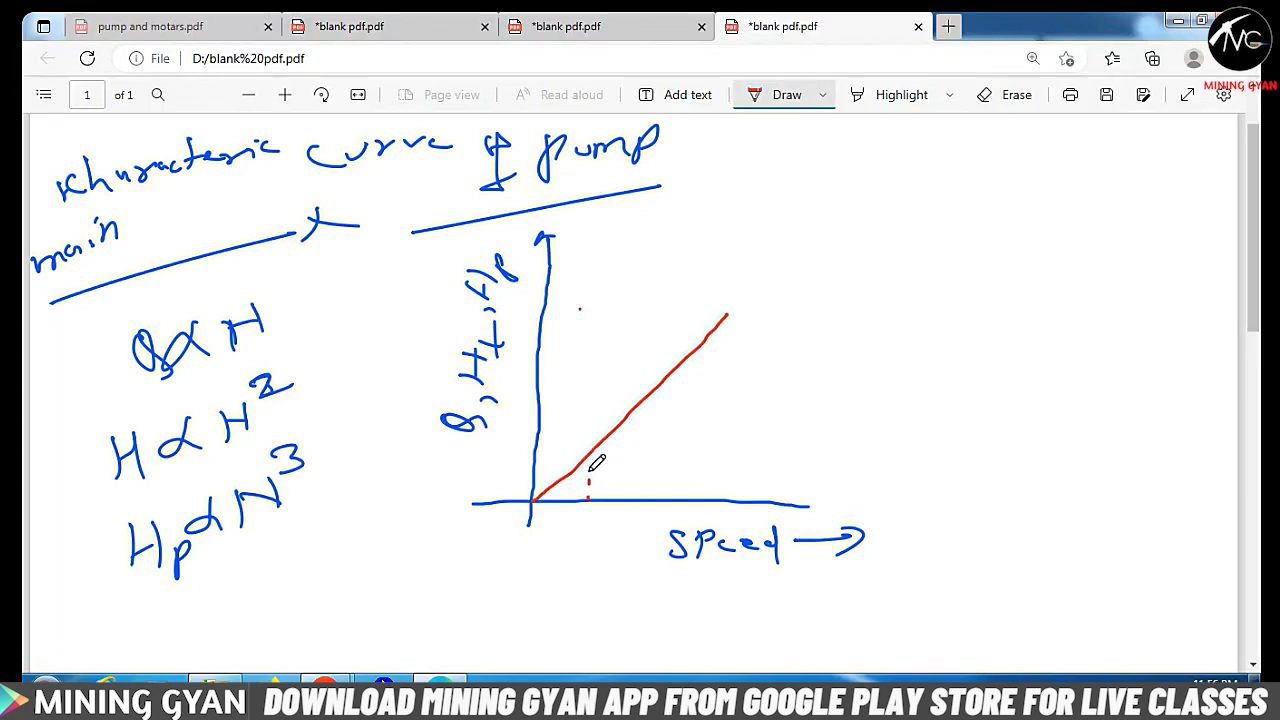 pump and motars.pdf
*blank pdf.pdf
*blank pdf.pdf
*blank pdf.pdf
File D:/blank%20pdf.pdf
1 of 1 Page view Read aloud Add text Draw Highlight Erase
TVG
MINING GYAN
Characteric curve of pump
main
Q ∝ N
H ∝ N²
Hp ∝ N³
Q, H, Hp
Speed →
MINING GYAN DOWNLOAD MINING GYAN APP FROM GOOGLE PLAY STORE FOR LIVE CLASSES